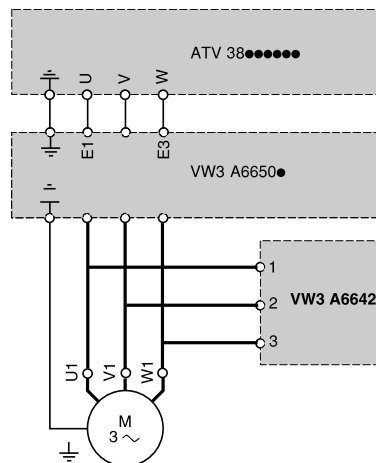 ATV 38●●●●●●
U
V
W
E1
E3
VW3 A6650●
1
2
VW3 A6642
3
U1
V1
W1
M
3 ~